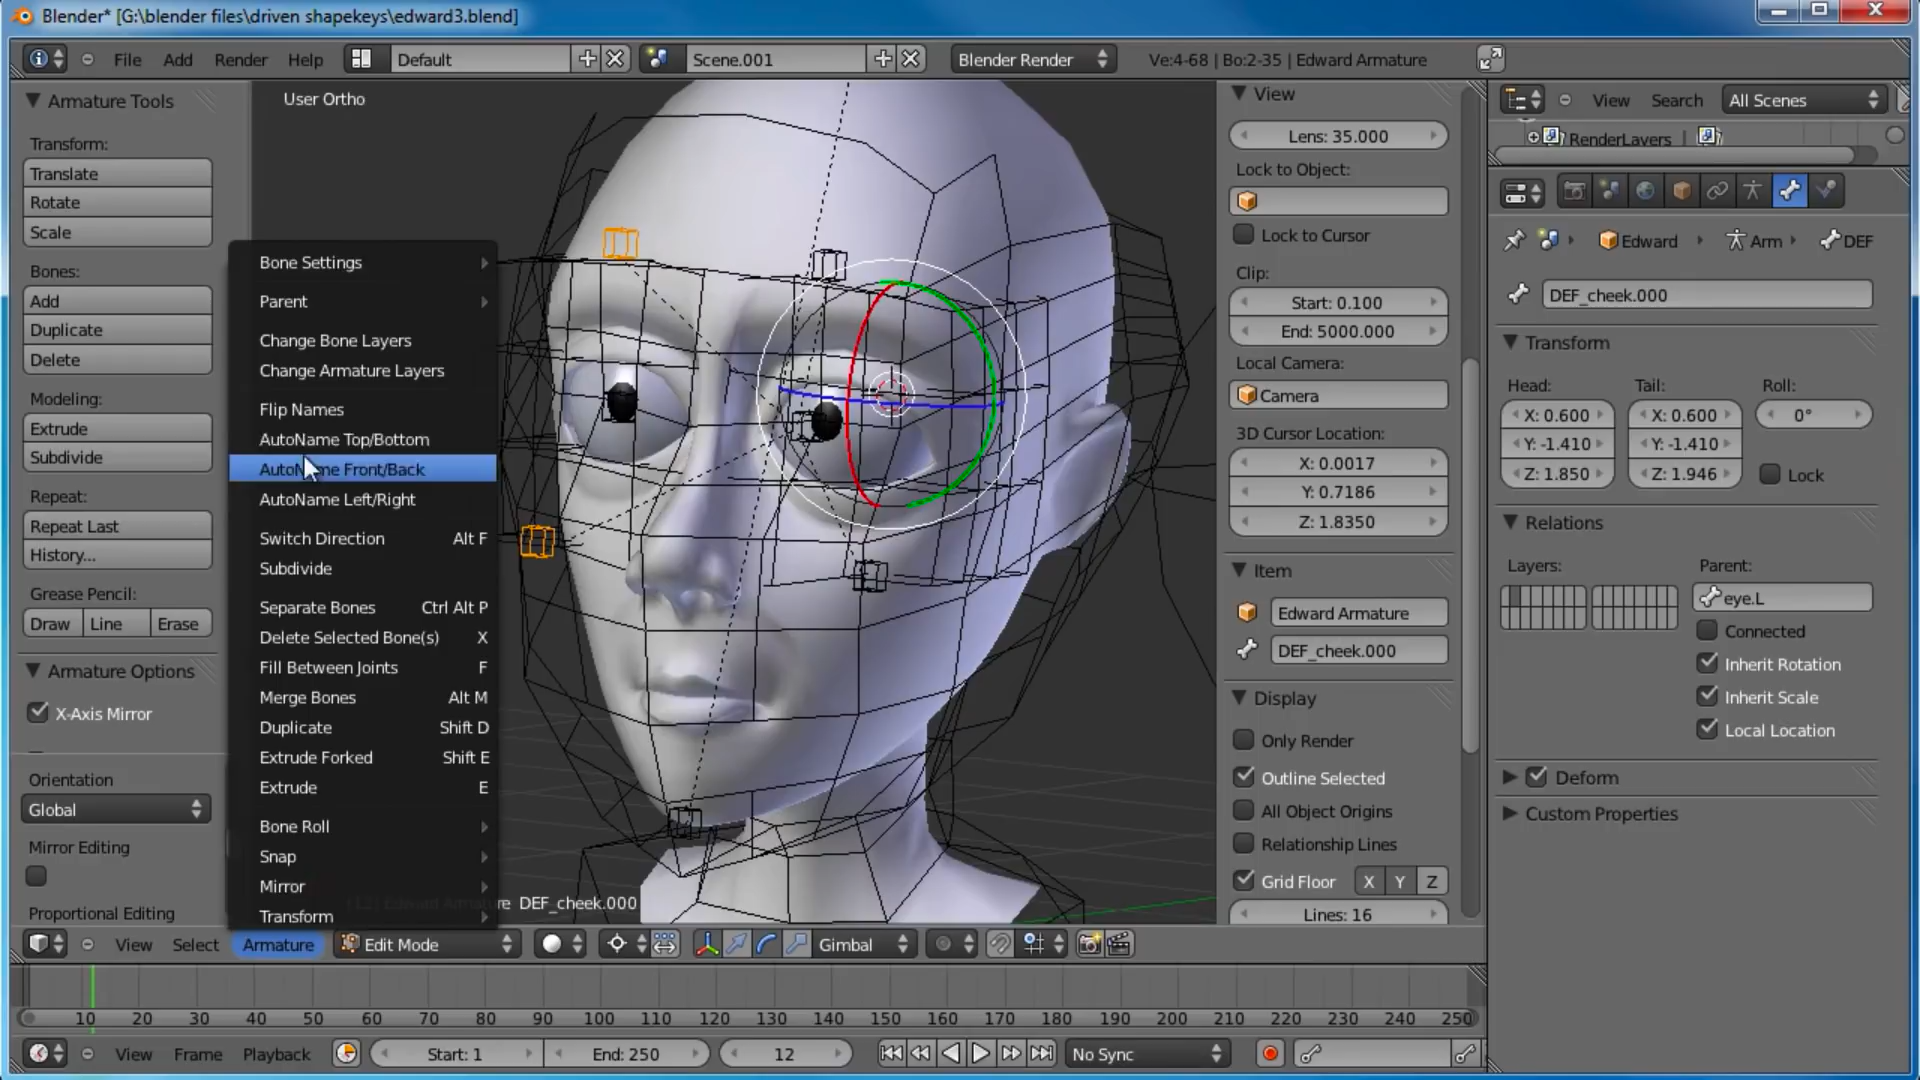 Blender* [G:\blender files\driven shapekeys\edward3.blend]
File Add Render Help Default Scene.001 Blender Render Ve:4-68 | Bo:2-35 | Edward Armature
Armature Tools
Transform:
Translate
Rotate
Scale
Bones:
Add
Duplicate
Delete
Modeling:
Extrude
Subdivide
Repeat:
Repeat Last
History...
Grease Pencil:
Draw Line Erase
Armature Options
X-Axis Mirror
Orientation
Global
Mirror Editing
Proportional Editing
User Ortho
Bone Settings
Parent
Change Bone Layers
Change Armature Layers
Flip Names
AutoName Top/Bottom
AutoName Front/Back
AutoName Left/Right
Switch Direction Alt F
Subdivide
Separate Bones Ctrl Alt P
Delete Selected Bone(s) X
Fill Between Joints F
Merge Bones Alt M
Duplicate Shift D
Extrude Forked Shift E
Extrude E
Bone Roll
Snap
Mirror
Transform
DEF_cheek.000
View
Lens: 35.000
Lock to Object:
Lock to Cursor
Clip:
Start: 0.100
End: 5000.000
Local Camera:
Camera
3D Cursor Location:
X: 0.0017
Y: 0.7186
Z: 1.8350
Item
Edward Armature
DEF_cheek.000
Display
Only Render
Outline Selected
All Object Origins
Relationship Lines
Grid Floor X Y Z
Lines: 16
View Search All Scenes
RenderLayers |
Edward Arm DEF
DEF_cheek.000
Transform
Head: Tail: Roll:
X: 0.600 X: 0.600 0°
Y: -1.410 Y: -1.410
Z: 1.850 Z: 1.946 Lock
Relations
Layers: Parent:
eye.L
Connected
Inherit Rotation
Inherit Scale
Local Location
Deform
Custom Properties
View Select Armature Edit Mode Gimbal
10 20 30 40 50 60 70 80 90 100 110 120 130 140 150 160 170 180 190 200 210 220 230 240 250
View Frame Playback Start: 1 End: 250 12 No Sync